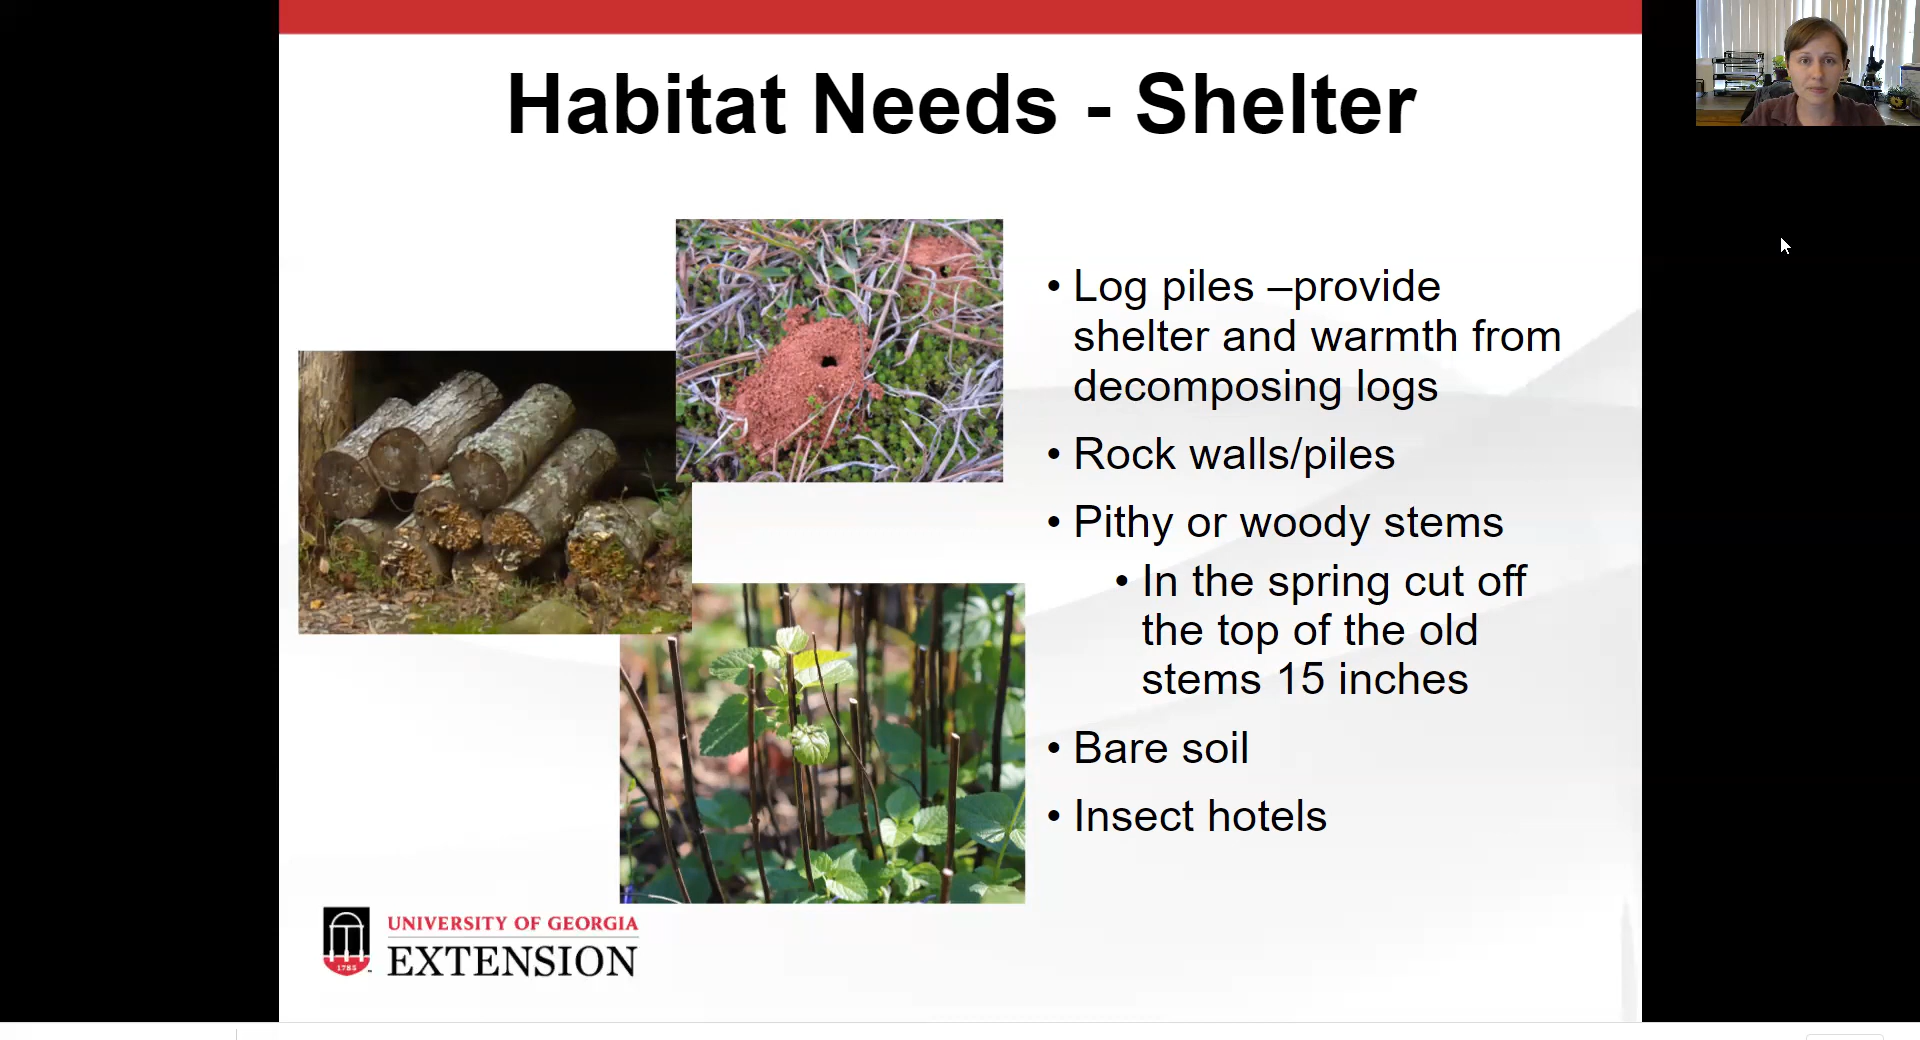 Habitat Needs - Shelter
• Log piles –provide
shelter and warmth from
decomposing logs
• Rock walls/piles
• Pithy or woody stems
• In the spring cut off
the top of the old
stems 15 inches
• Bare soil
• Insect hotels
1785
UNIVERSITY OF GEORGIA
EXTENSION